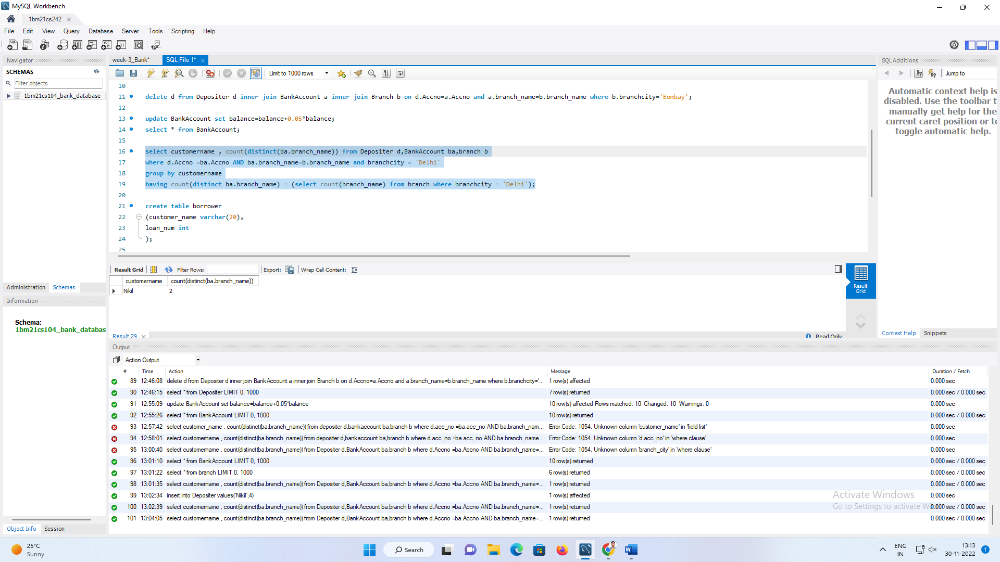 MySQL Workbench
1bm21cs242
File Edit View Query Database Server Tools Scripting Help
Navigator
SCHEMAS
Filter objects
1bm21cs104_bank_database
Administration Schemas
Information
Schema:
1bm21cs104_bank_databas
Object Info Session
week-3_Bank* SQL File 1*
Limit to 1000 rows
10
11 delete d from Depositer d inner join BankAccount a inner join Branch b on d.Accno=a.Accno and a.branch_name=b.branch_name where b.branchcity='Bombay';
12
13 update BankAccount set balance=balance+0.05*balance;
14 select * from BankAccount;
15
16 select customername , count(distinct(ba.branch_name)) from Depositer d,BankAccount ba,branch b
17 where d.Accno =ba.Accno AND ba.branch_name=b.branch_name and branchcity = 'Delhi'
18 group by customername
19 having count(distinct ba.branch_name) = (select count(branch_name) from branch where branchcity = 'Delhi');
20
21 create table borrower
22 (customer_name varchar(20),
23 loan_num int
24 );
25
Result Grid Filter Rows: Export: Wrap Cell Content:
customername count(distinct(ba.branch_name))
Nikil 2
Result Grid
Result 29 Read Only
SQLAdditions
Jump to
Automatic context help is
disabled. Use the toolbar t
manually get help for the
current caret position or to
toggle automatic help.
Context Help Snippets
Output
Action Output
# Time Action Message Duration / Fetch
89 12:46:08 delete d from Depositer d inner join BankAccount a inner join Branch b on d.Accno=a.Accno and a.branch_name=b.branch_name where b.branchcity='... 1 row(s) affected 0.000 sec
90 12:46:15 select * from Depositer LIMIT 0, 1000 7 row(s) returned 0.000 sec / 0.000 sec
91 12:55:09 update BankAccount set balance=balance+0.05*balance 10 row(s) affected Rows matched: 10 Changed: 10 Warnings: 0 0.000 sec
92 12:55:26 select * from BankAccount LIMIT 0, 1000 10 row(s) returned 0.000 sec / 0.000 sec
93 12:57:42 select customer_name , count(distinct(ba.branch_name)) from depositer d,bankaccount ba,branch b where d.acc_no =ba.acc_no AND ba.branch_nam... Error Code: 1054. Unknown column 'customer_name' in 'field list' 0.000 sec
94 12:58:01 select customername , count(distinct(ba.branch_name)) from depositer d,bankaccount ba,branch b where d.acc_no =ba.acc_no AND ba.branch_name... Error Code: 1054. Unknown column 'd.acc_no' in 'where clause' 0.000 sec
95 13:00:40 select customername , count(distinct(ba.branch_name)) from Depositer d,BankAccount ba,branch b where d.Accno =ba.Accno AND ba.branch_name=... Error Code: 1054. Unknown column 'branch_city' in 'where clause' 0.000 sec
96 13:01:10 select * from BankAccount LIMIT 0, 1000 10 row(s) returned 0.000 sec / 0.000 sec
97 13:01:22 select * from branch LIMIT 0, 1000 6 row(s) returned 0.000 sec / 0.000 sec
98 13:01:35 select customername , count(distinct(ba.branch_name)) from Depositer d,BankAccount ba,branch b where d.Accno =ba.Accno AND ba.branch_name=... 1 row(s) returned 0.000 sec / 0.000 sec
99 13:02:34 insert into Depositer values('Nikil',4) 1 row(s) affected 0.000 sec
100 13:02:39 select customername , count(distinct(ba.branch_name)) from Depositer d,BankAccount ba,branch b where d.Accno =ba.Accno AND ba.branch_name=... 1 row(s) returned 0.000 sec / 0.000 sec
101 13:04:05 select customername , count(distinct(ba.branch_name)) from Depositer d,BankAccount ba,branch b where d.Accno =ba.Accno AND ba.branch_name=... 1 row(s) returned 0.000 sec / 0.000 sec
Activate Windows
Go to Settings to activate Windows.
25°C
Sunny
Search
ENG
IN
13:13
30-11-2022
1